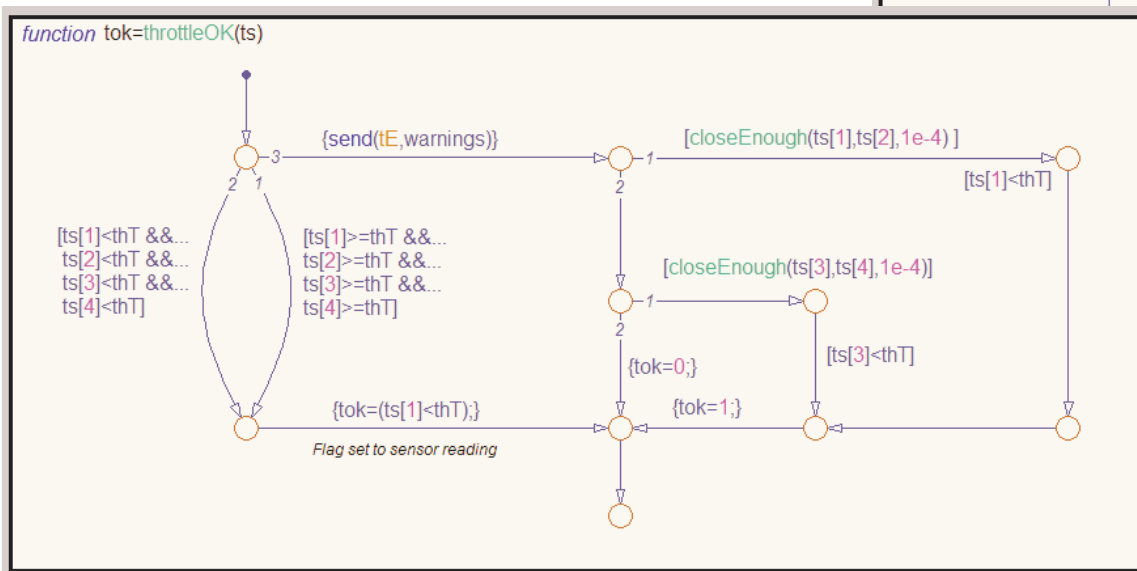 function tok=throttleOK(ts)
{send(tE,warnings)}
[closeEnough(ts[1],ts[2],1e-4) ]
3
1
2
1
2
[ts[1]<thT]
[ts[1]<thT &&...
ts[2]<thT &&...
ts[3]<thT &&...
ts[4]<thT]
[ts[1]>=thT &&...
ts[2]>=thT &&...
ts[3]>=thT &&...
ts[4]>=thT]
[closeEnough(ts[3],ts[4],1e-4)]
1
2
{tok=0;}
[ts[3]<thT]
{tok=(ts[1]<thT);}
{tok=1;}
Flag set to sensor reading